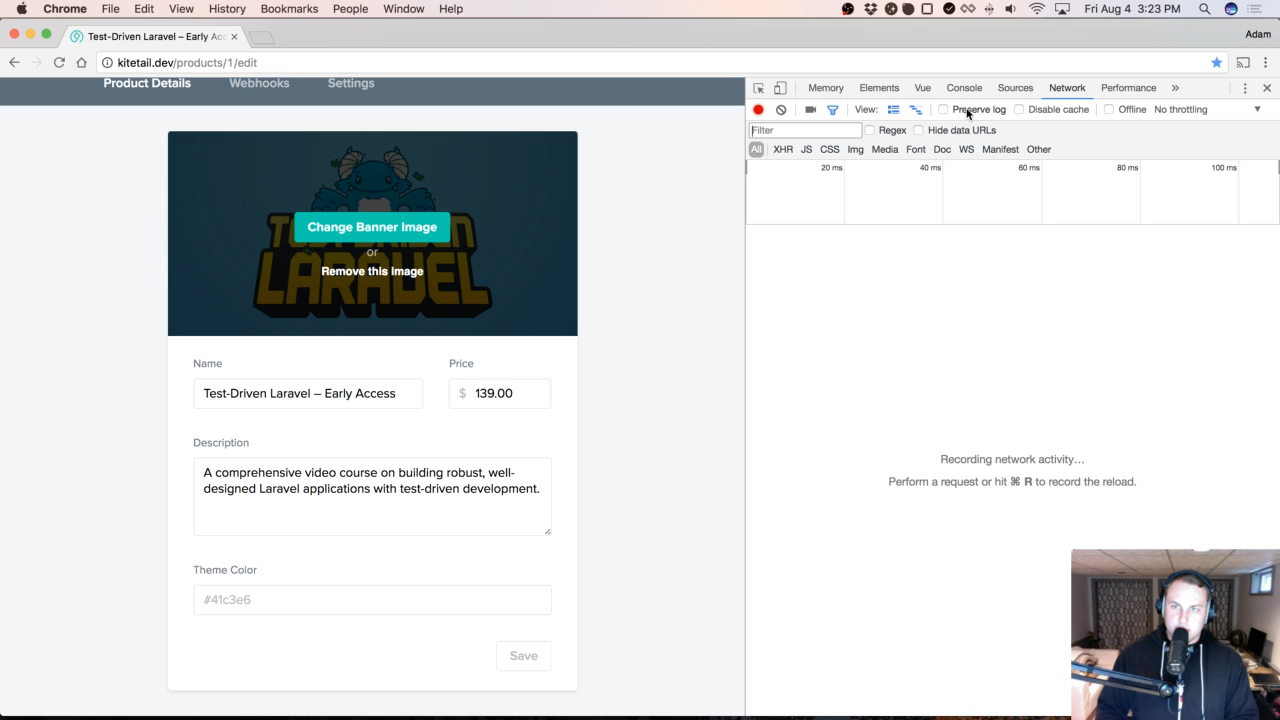 Chrome File Edit View History Bookmarks People Window Help Fri Aug 4 3:23 PM
Test-Driven Laravel – Early Acc Adam
kitetail.dev/products/1/edit
Product Details Webhooks Settings
TEST-DRIVEN
LARAVEL
Change Banner Image
or
Remove this image
Name Price
Test-Driven Laravel – Early Access $ 139.00
Description
A comprehensive video course on building robust, well-
designed Laravel applications with test-driven development.
Theme Color
#41c3e6
Save
Memory Elements Vue Console Sources Network Performance »
View: Preserve log Disable cache Offline No throttling
Filter Regex Hide data URLs
All XHR JS CSS Img Media Font Doc WS Manifest Other
20 ms 40 ms 60 ms 80 ms 100 ms
Recording network activity…
Perform a request or hit ⌘ R to record the reload.